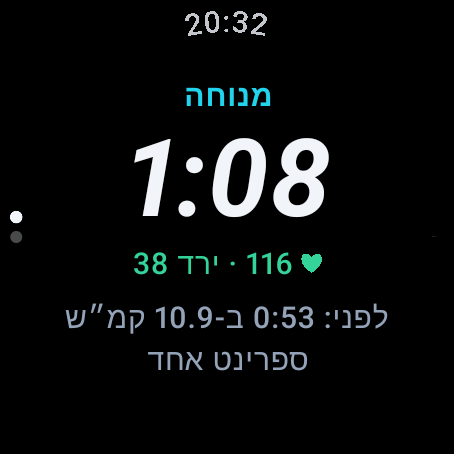 20:32
מנוחה
1:08
116 · ירד 38
לפני: 0:53 ב-10.9 קמ״ש
ספרינט אחד